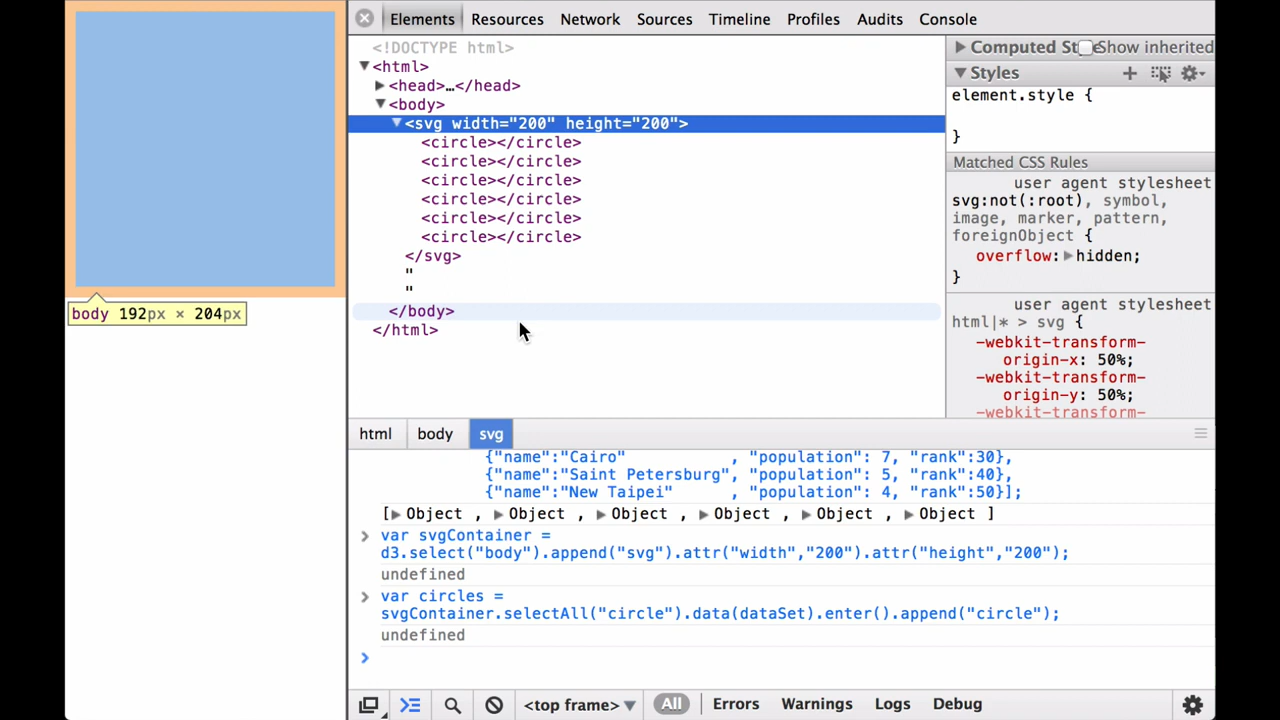 Elements Resources Network Sources Timeline Profiles Audits Console
<!DOCTYPE html>
<html>
<head>…</head>
<body>
<svg width="200" height="200">
<circle></circle>
<circle></circle>
<circle></circle>
<circle></circle>
<circle></circle>
<circle></circle>
</svg>
"
"
</body>
</html>
body 192px × 204px
Computed Sty Show inherited
Styles
element.style {
}
Matched CSS Rules
user agent stylesheet
svg:not(:root), symbol,
image, marker, pattern,
foreignObject {
overflow: hidden;
}
user agent stylesheet
html|* > svg {
-webkit-transform-
origin-x: 50%;
-webkit-transform-
origin-y: 50%;
-webkit-transform-
html body svg
{"name":"Cairo" , "population": 7, "rank":30},
{"name":"Saint Petersburg", "population": 5, "rank":40},
{"name":"New Taipei" , "population": 4, "rank":50}];
[▶ Object , ▶ Object , ▶ Object , ▶ Object , ▶ Object , ▶ Object ]
> var svgContainer =
d3.select("body").append("svg").attr("width","200").attr("height","200");
undefined
> var circles =
svgContainer.selectAll("circle").data(dataSet).enter().append("circle");
undefined
>
<top frame> All Errors Warnings Logs Debug